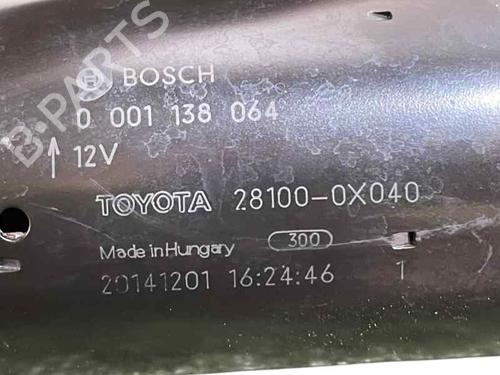 B-PARTS
BOSCH
0 001 138 064
12V
TOYOTA 28100-0X040
Made in Hungary 300
20141201 16:24:46 1